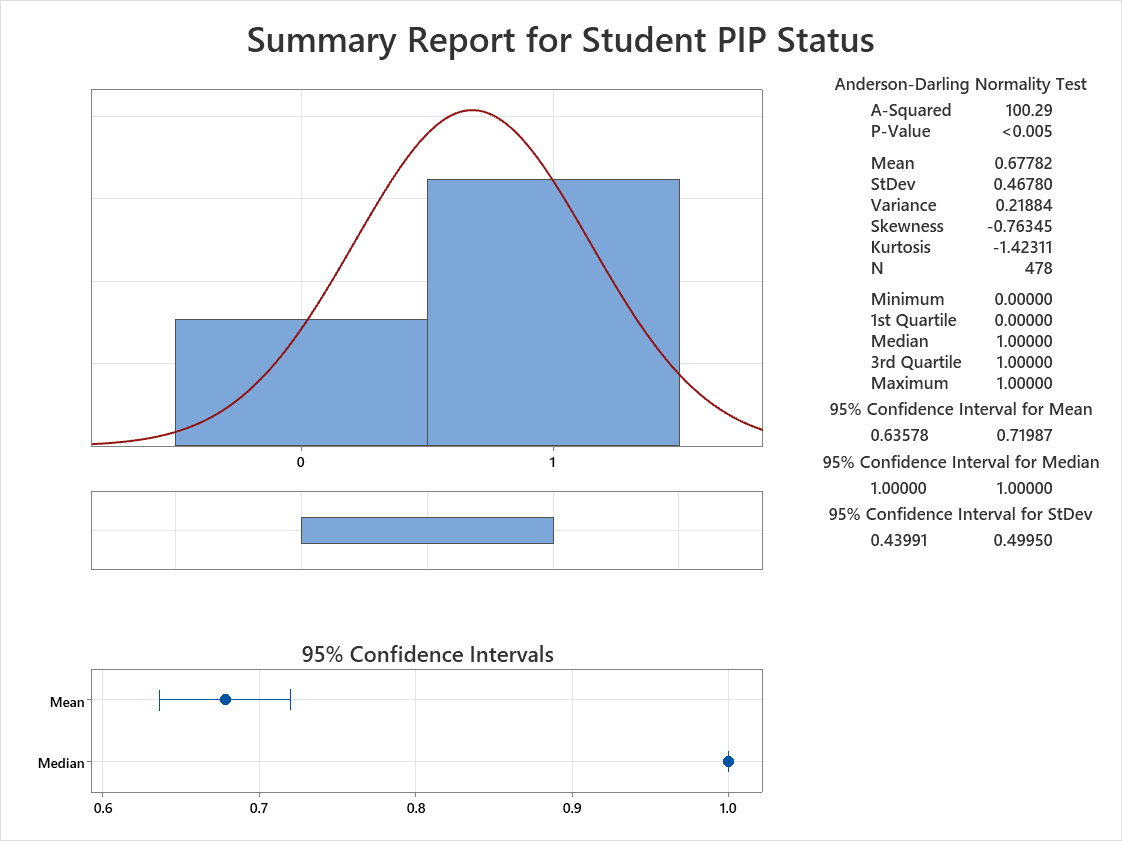 Summary Report for Student PIP Status
Anderson-Darling Normality Test
A-Squared 100.29
P-Value <0.005
Mean 0.67782
StDev 0.46780
Variance 0.21884
Skewness -0.76345
Kurtosis -1.42311
N 478
Minimum 0.00000
1st Quartile 0.00000
Median 1.00000
3rd Quartile 1.00000
Maximum 1.00000
95% Confidence Interval for Mean
0.63578 0.71987
95% Confidence Interval for Median
1.00000 1.00000
95% Confidence Interval for StDev
0.43991 0.49950
0 1
95% Confidence Intervals
Mean
Median
0.6 0.7 0.8 0.9 1.0